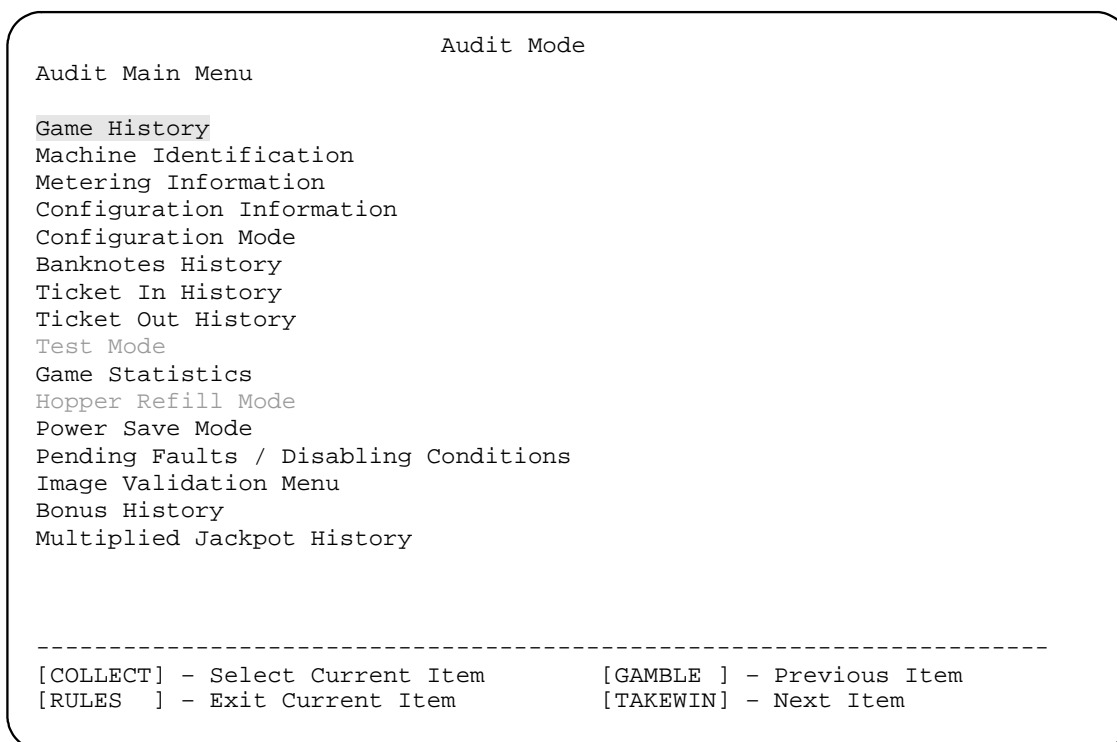 Audit Mode
Audit Main Menu
Game History
Machine Identification
Metering Information
Configuration Information
Configuration Mode
Banknotes History
Ticket In History
Ticket Out History
Test Mode
Game Statistics
Hopper Refill Mode
Power Save Mode
Pending Faults / Disabling Conditions
Image Validation Menu
Bonus History
Multiplied Jackpot History
----------------------------------------------------------------------
[COLLECT] – Select Current Item [GAMBLE ] – Previous Item
[RULES  ] – Exit Current Item [TAKEWIN] – Next Item